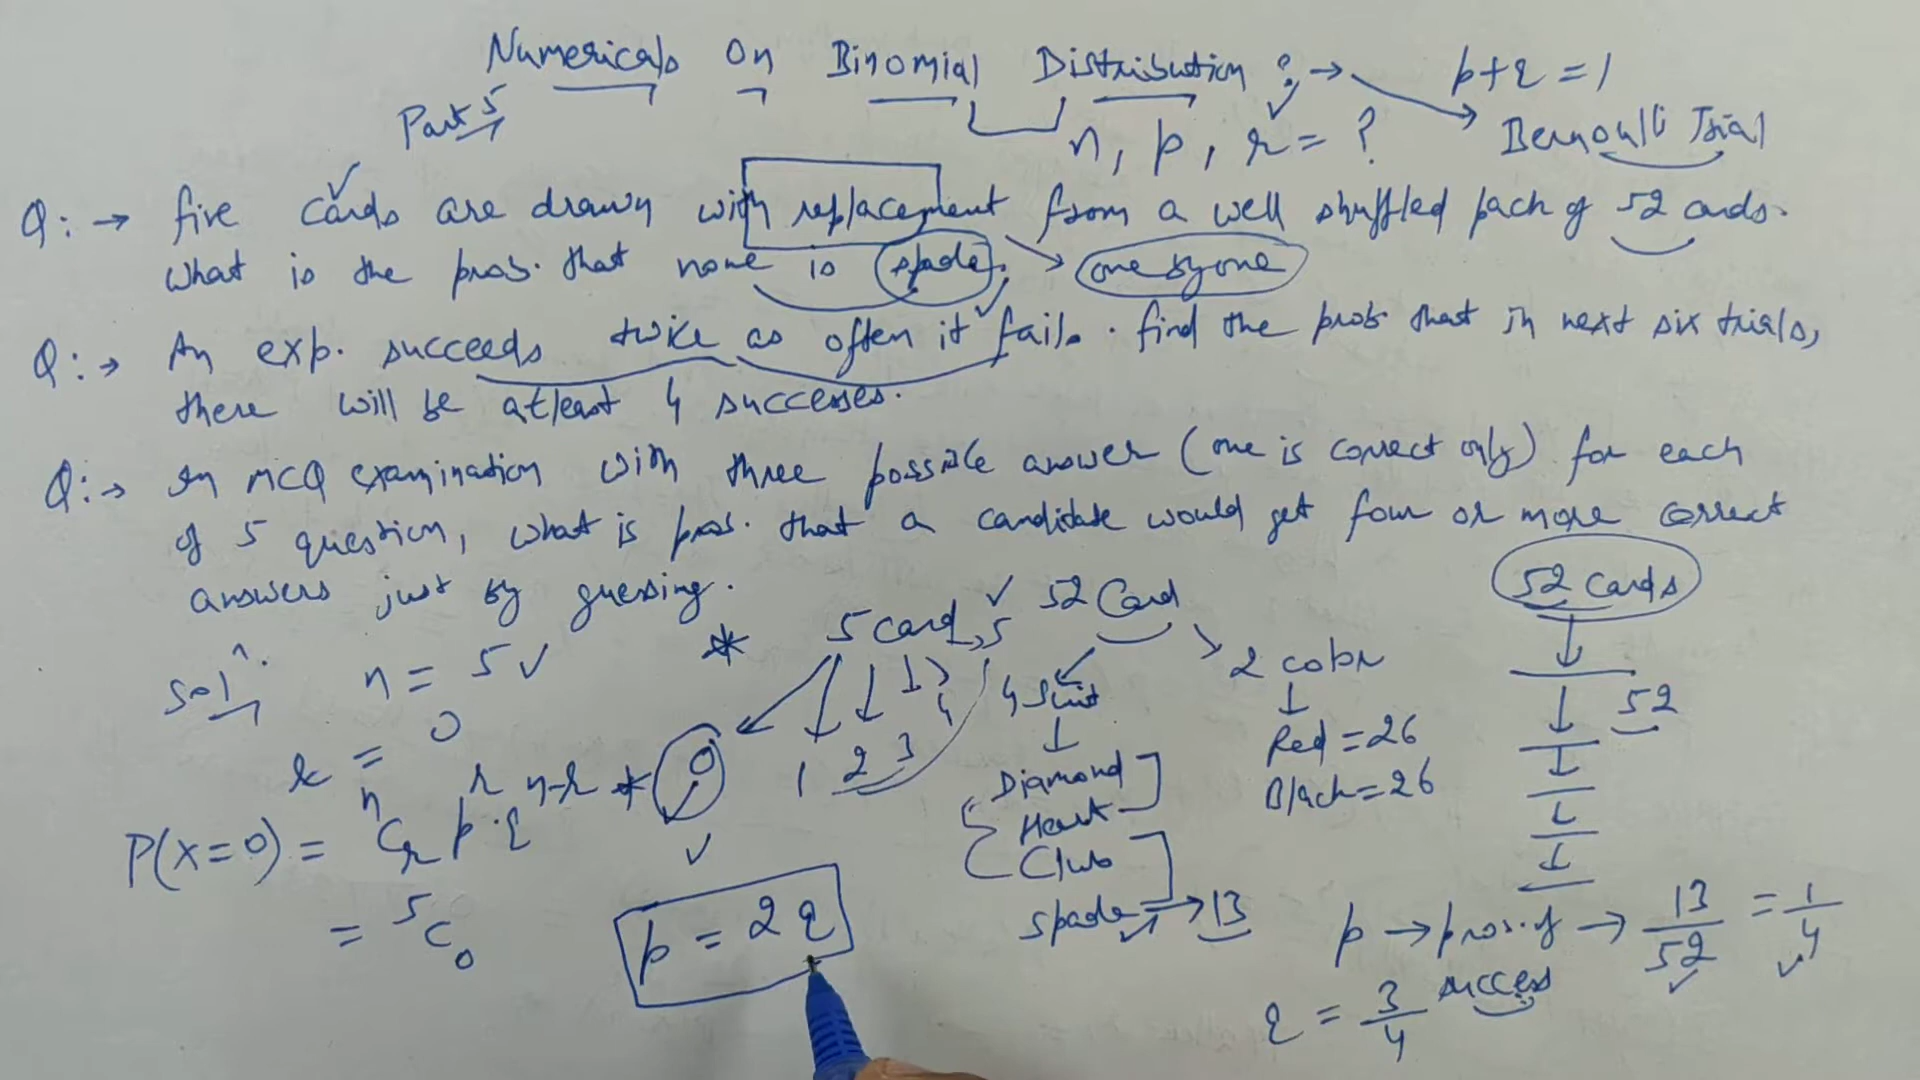 Numericals on Binomial Distribution :→ p+q=1
Part 5
n, p, r = ?
Bernoulli Trial
Q:→ five cards are drawn with replacement from a well shuffled pack of 52 cards.
What is the prob. that none is spade. → one by one
Q:→ An exp. succeeds twice as often it fails. find the prob. that in next six trials,
there will be atleast 4 successes.
Q:→ In MCQ examination with three possible answer (one is correct only) for each
of 5 question, what is prob. that a candidate would get four or more correct
answers just by guessing.
52 Cards
5 card, 5 ✓ 52 Card
Solⁿ. n = 5 ✓
*
4 Suit
2 color
52
r = 0
* 0 1 2 3 4
Red = 26
Black = 26
Diamond
Heart
Club
Spade → 13
P(X=0) = ⁿCᵣ pʳ.qⁿ⁻ʳ
= ⁵C₀
p = 2q
p → prob. of success → 13/52 = 1/4
q = 3/4